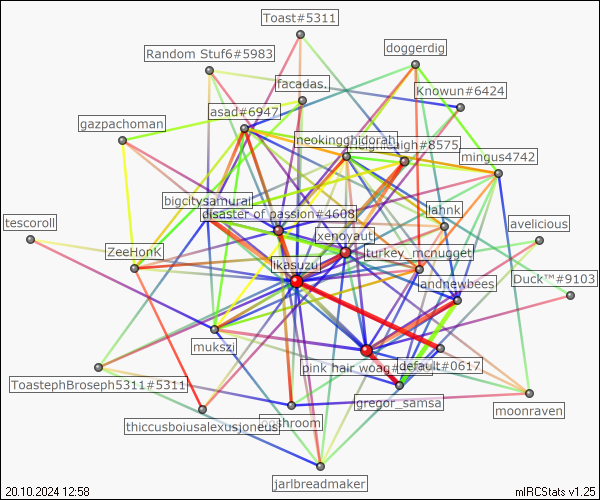 Toast#5311
doggerdig
Random Stuf6#5983
facadas.
Knowun#6424
asad#6947
gazpachoman
neokingghidorah
#8575
mingus4742
bigcitysamurai
disaster of passion#4608
lahnk
tescoroll
xenoyaut
avelicious
ZeeHonk
turkey_mcnugget
Ikasuzu
Duck™#9103
andnewbees
mukszi
pink hair woag
default#0617
ToastephBroseph5311#5311
gregor_samsa
moonraven
thiccusboiusalexusjoneus
shroom
jarlbreadmaker
20.10.2024 12:58
mIRCStats v1.25